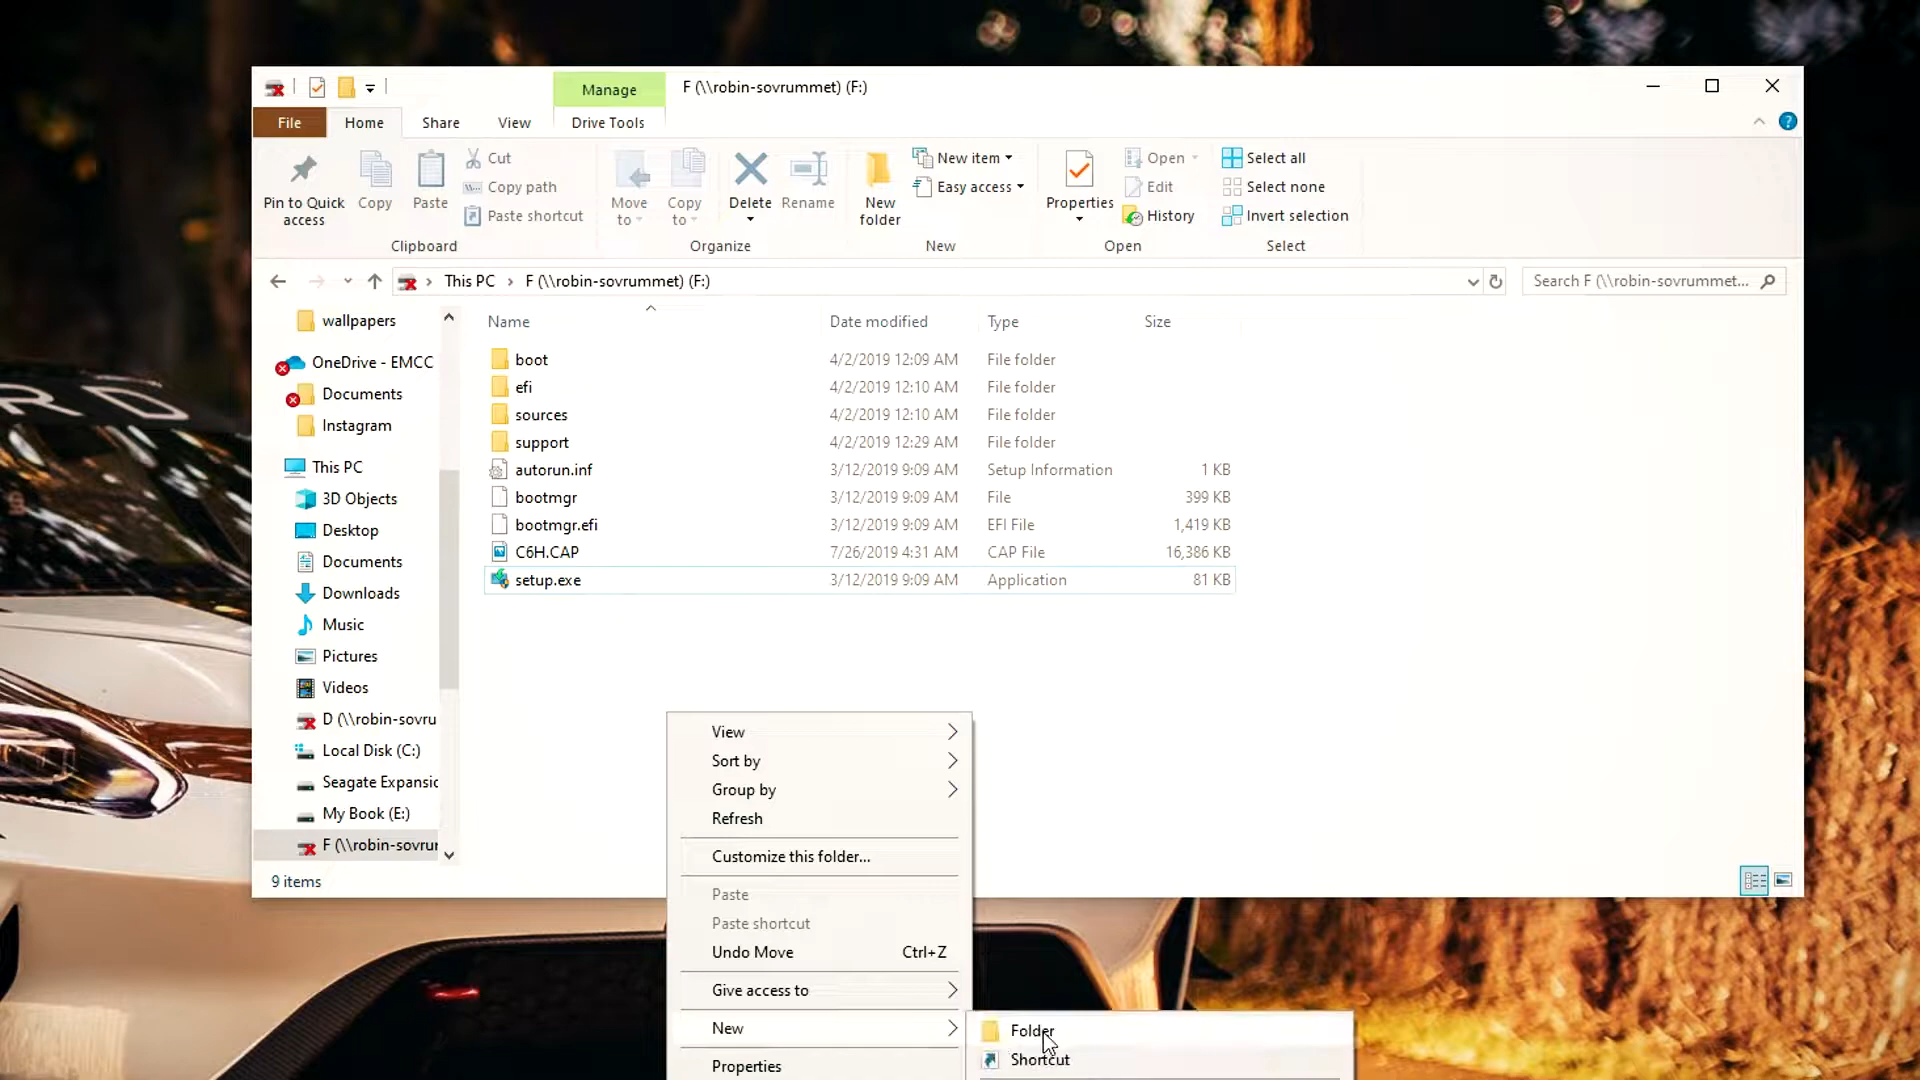 Manage
F (\\robin-sovrummet) (F:)
File
Home
Share
View
Drive Tools
Pin to Quick access
Copy
Paste
Cut
Copy path
Paste shortcut
Clipboard
Move to
Copy to
Delete
Rename
Organize
New folder
New item
Easy access
New
Properties
Open
Edit
History
Open
Select all
Select none
Invert selection
Select
This PC > F (\\robin-sovrummet) (F:)
Search F (\\robin-sovrummet...
wallpapers
OneDrive - EMCC
Documents
Instagram
This PC
3D Objects
Desktop
Documents
Downloads
Music
Pictures
Videos
D (\\robin-sovru
Local Disk (C:)
Seagate Expansic
My Book (E:)
F (\\robin-sovrur
9 items
Name Date modified Type Size
boot 4/2/2019 12:09 AM File folder
efi 4/2/2019 12:10 AM File folder
sources 4/2/2019 12:10 AM File folder
support 4/2/2019 12:29 AM File folder
autorun.inf 3/12/2019 9:09 AM Setup Information 1 KB
bootmgr 3/12/2019 9:09 AM File 399 KB
bootmgr.efi 3/12/2019 9:09 AM EFI File 1,419 KB
C6H.CAP 7/26/2019 4:31 AM CAP File 16,386 KB
setup.exe 3/12/2019 9:09 AM Application 81 KB
View
Sort by
Group by
Refresh
Customize this folder...
Paste
Paste shortcut
Undo Move Ctrl+Z
Give access to
New
Properties
Folder
Shortcut